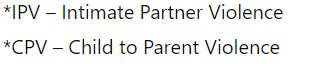 *IPV – Intimate Partner Violence
*CPV – Child to Parent Violence